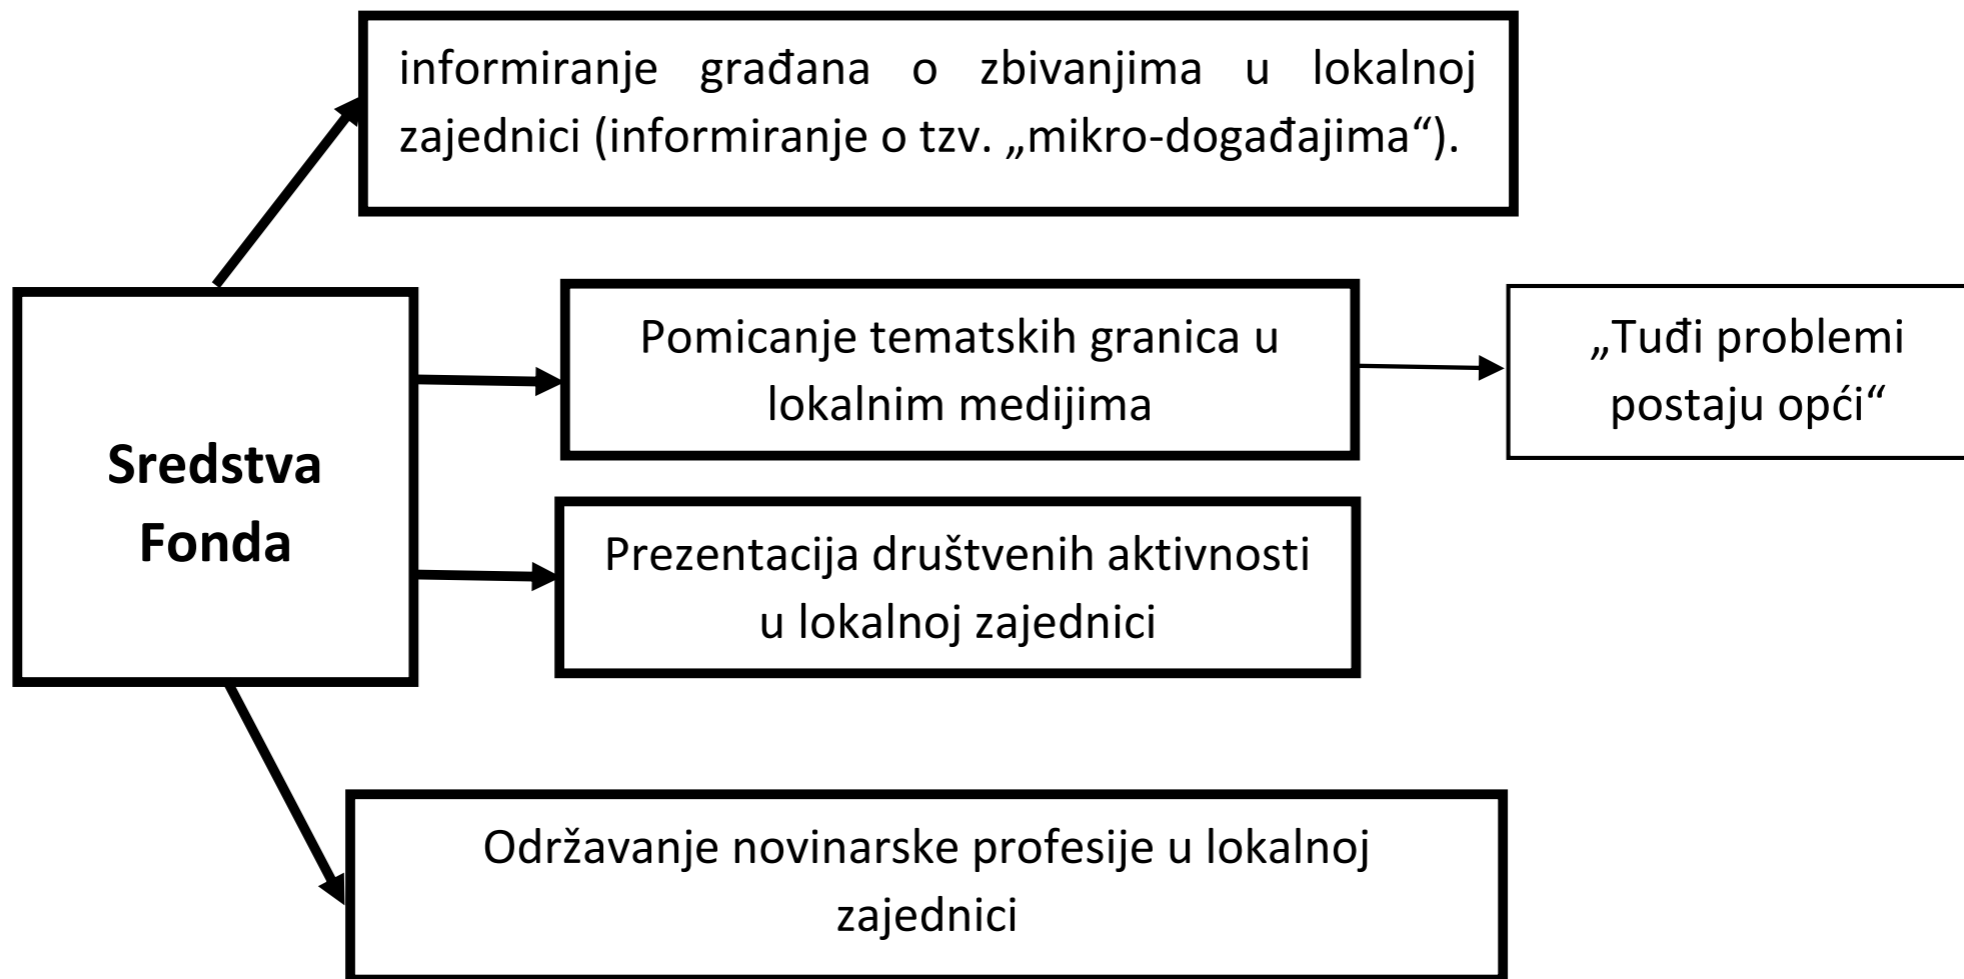 informiranje građana o zbivanjima u lokalnoj
zajednici (informiranje o tzv. „mikro-događajima“).
Pomicanje tematskih granica u
lokalnim medijima
„Tuđi problemi
postaju opći“
Sredstva
Fonda
Prezentacija društvenih aktivnosti
u lokalnoj zajednici
Održavanje novinarske profesije u lokalnoj
zajednici